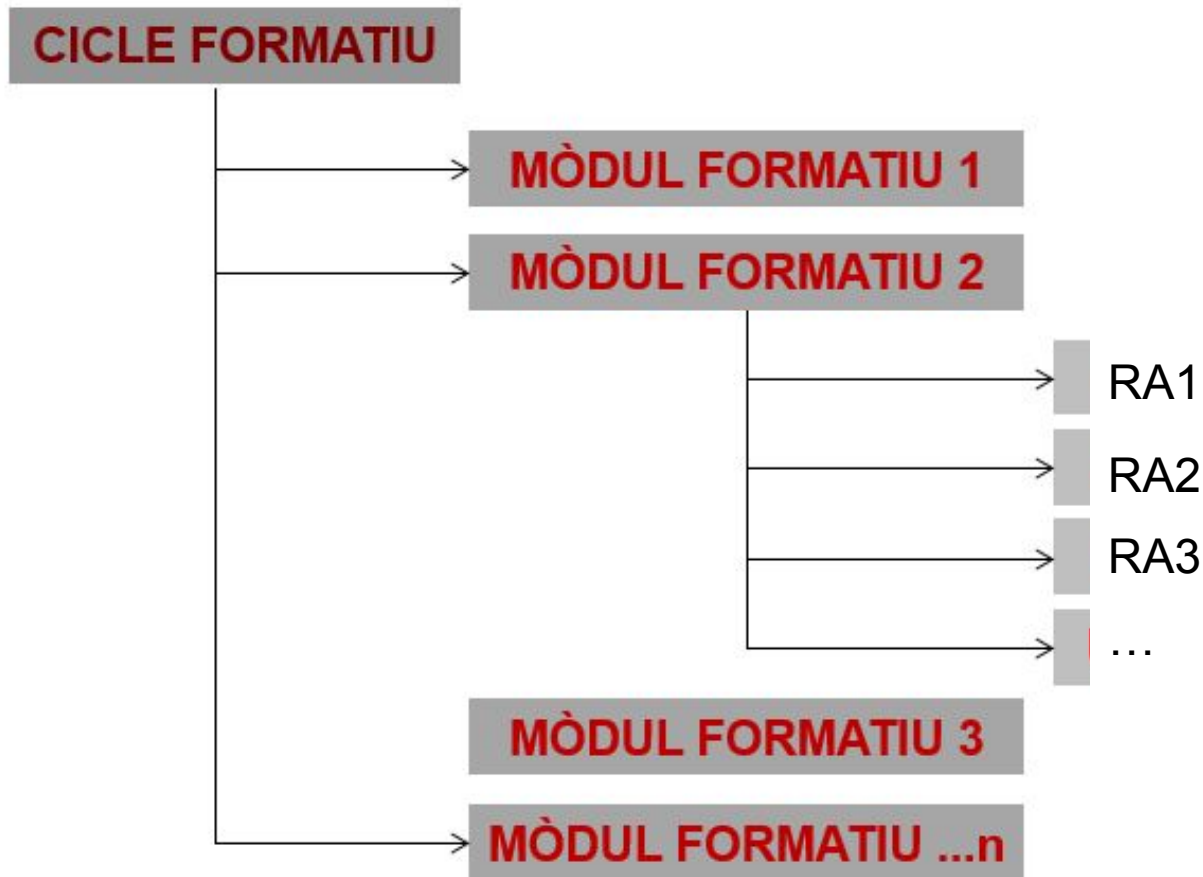 CICLE FORMATIU
MÒDUL FORMATIU 1
MÒDUL FORMATIU 2
RA1
RA2
RA3
…
MÒDUL FORMATIU 3
MÒDUL FORMATIU ...n